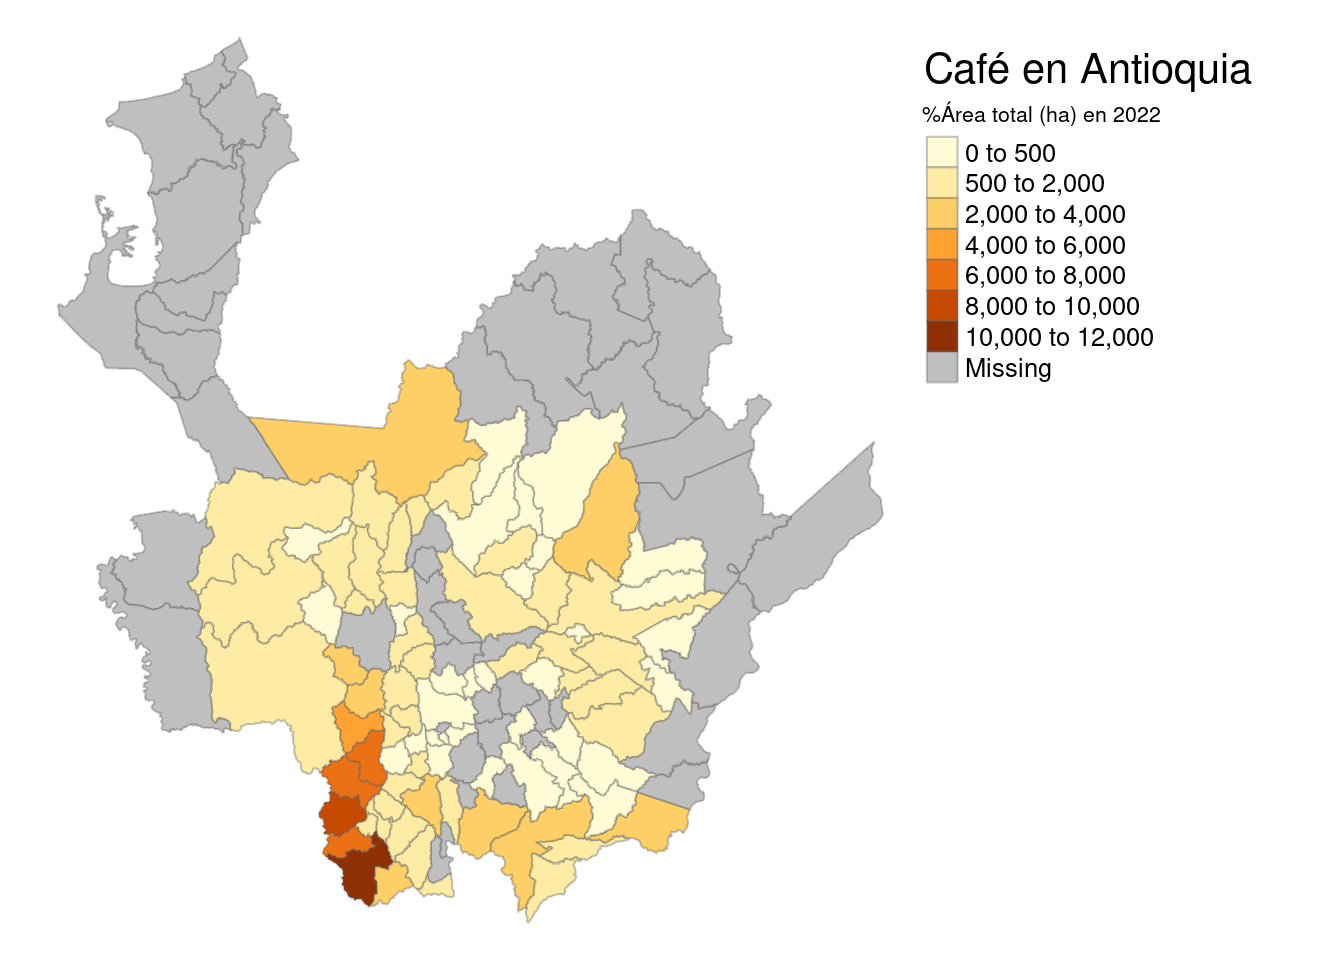 Café en Antioquia
%Área total (ha) en 2022
0 to 500
500 to 2,000
2,000 to 4,000
4,000 to 6,000
6,000 to 8,000
8,000 to 10,000
10,000 to 12,000
Missing